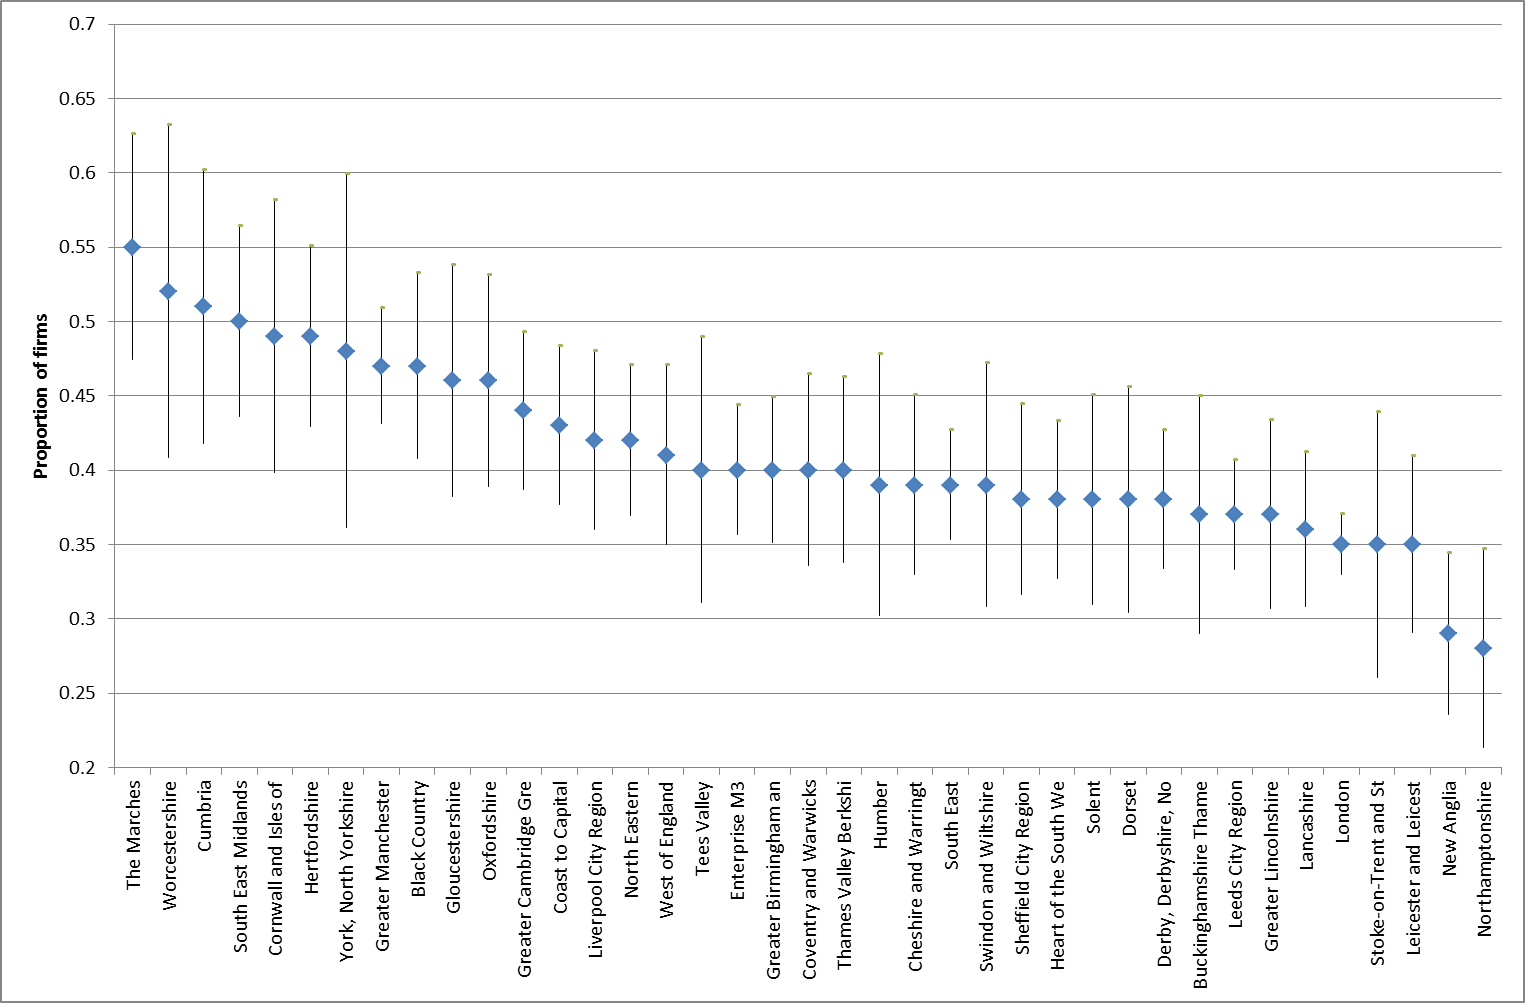 0.7
0.65
0.6
0.55
0.5
0.45
0.4
0.35
0.3
0.25
0.2
Proportion of firms
The Marches
Worcestershire
Cumbria
South East Midlands
Cornwall and Isles of
Hertfordshire
York, North Yorkshire
Greater Manchester
Black Country
Gloucestershire
Oxfordshire
Greater Cambridge Gre
Coast to Capital
Liverpool City Region
North Eastern
West of England
Tees Valley
Enterprise M3
Greater Birmingham an
Coventry and Warwicks
Thames Valley Berkshi
Humber
Cheshire and Warringt
South East
Swindon and Wiltshire
Sheffield City Region
Heart of the South We
Solent
Dorset
Derby, Derbyshire, No
Buckinghamshire Thame
Leeds City Region
Greater Lincolnshire
Lancashire
London
Stoke-on-Trent and St
Leicester and Leicest
New Anglia
Northamptonshire